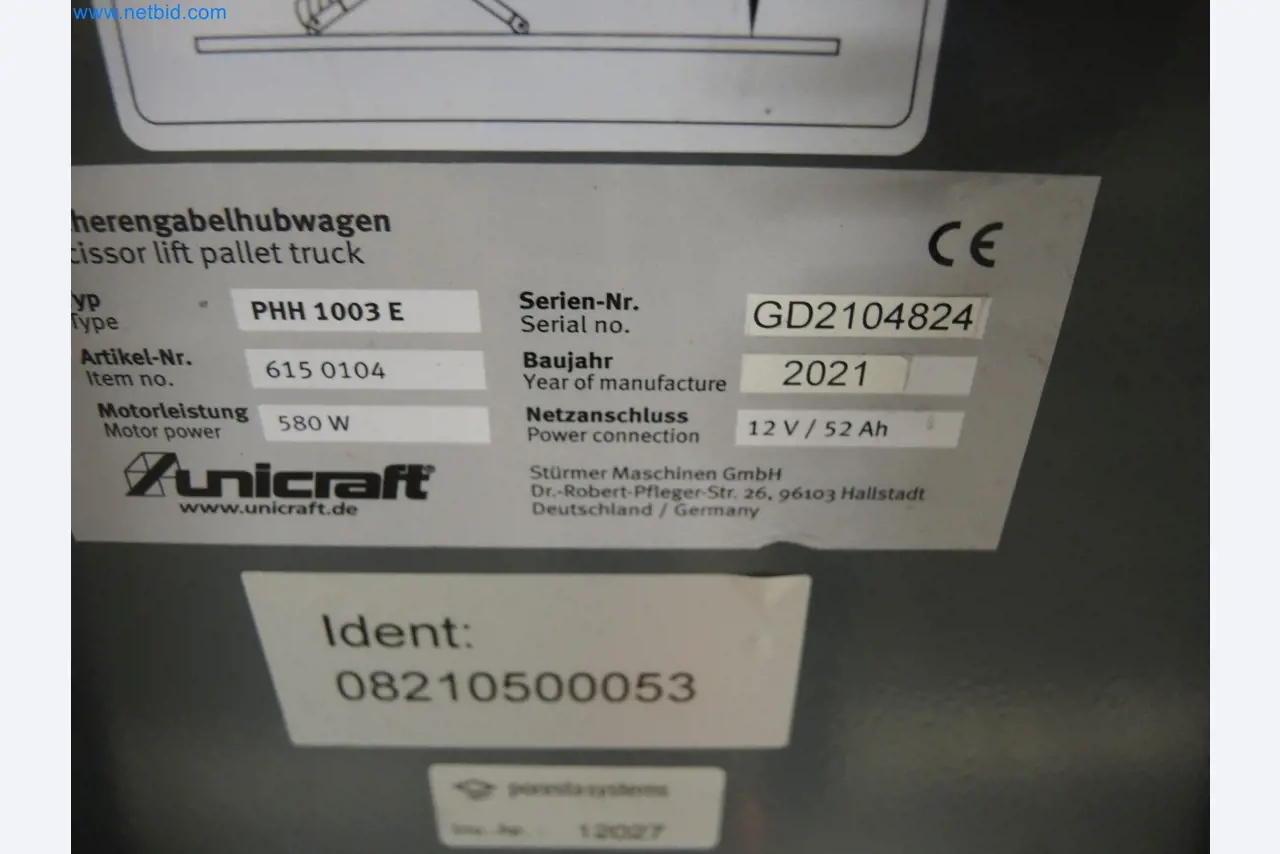 www.netbid.com
herengabelhubwagen
cissor lift pallet truck
yp
Type
PHH 1003 E
Serien-Nr.
Serial no.
GD2104824
Artikel-Nr.
Item no.
615 0104
Baujahr
Year of manufacture
2021
Motorleistung
Motor power
580 W
Netzanschluss
Power connection
12 V / 52 Ah
CE
unicraft®
www.unicraft.de
Stürmer Maschinen GmbH
Dr.-Robert-Pfleger-Str. 26, 96103 Hallstadt
Deutschland / Germany
Ident:
08210500053
systems
12027